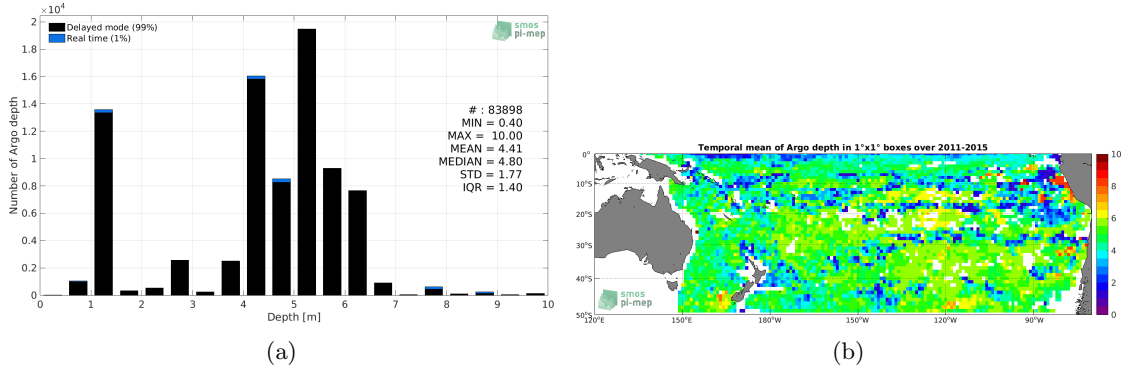 ×10⁴
2
1.8
1.6
1.4
1.2
1
0.8
0.6
0.4
0.2
0
Number of Argo depth
Delayed mode (99%)
Real time (1%)
smos
pi-mep
# : 83898
MIN = 0.40
MAX = 10.00
MEAN = 4.41
MEDIAN = 4.80
STD = 1.77
IQR = 1.40
0 1 2 3 4 5 6 7 8 9 10
Depth [m]
(a)
Temporal mean of Argo depth in 1°x1° boxes over 2011-2015
0°
10°S
20°S
30°S
40°S
50°S
120°E 150°E 180°W 150°W 120°W 90°W
smos
pi-mep
10
8
6
4
2
0
(b)